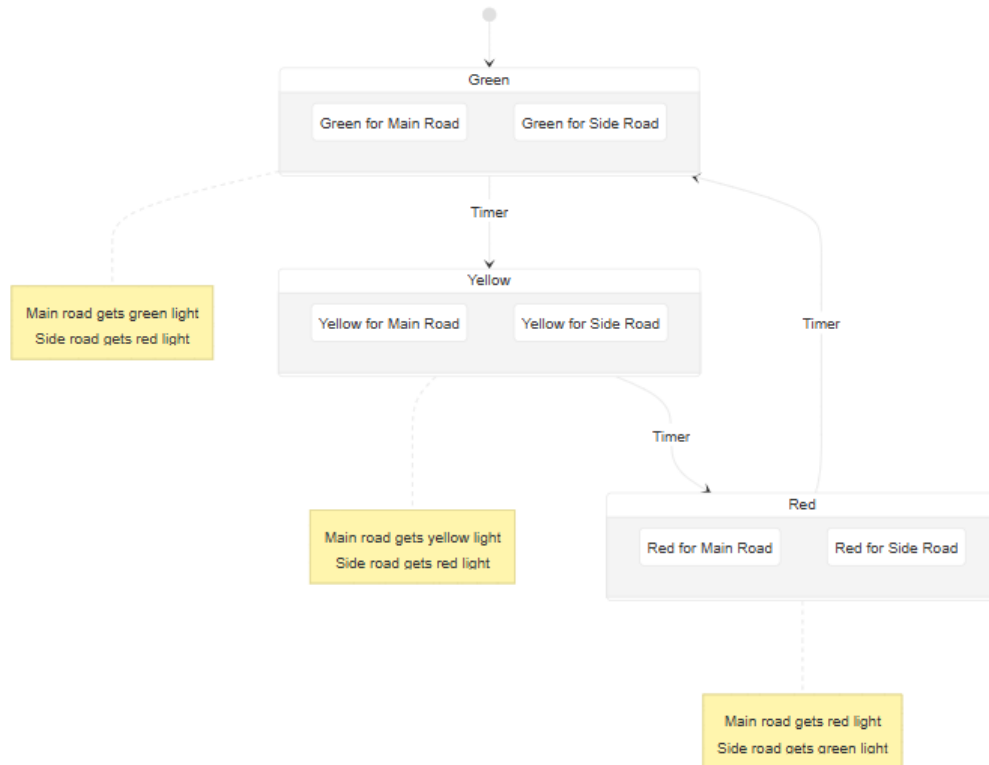 Green
Green for Main Road
Green for Side Road
Timer
Main road gets green light
Side road gets red light
Yellow
Yellow for Main Road
Yellow for Side Road
Timer
Timer
Main road gets yellow light
Side road gets red light
Red
Red for Main Road
Red for Side Road
Main road gets red light
Side road gets green light